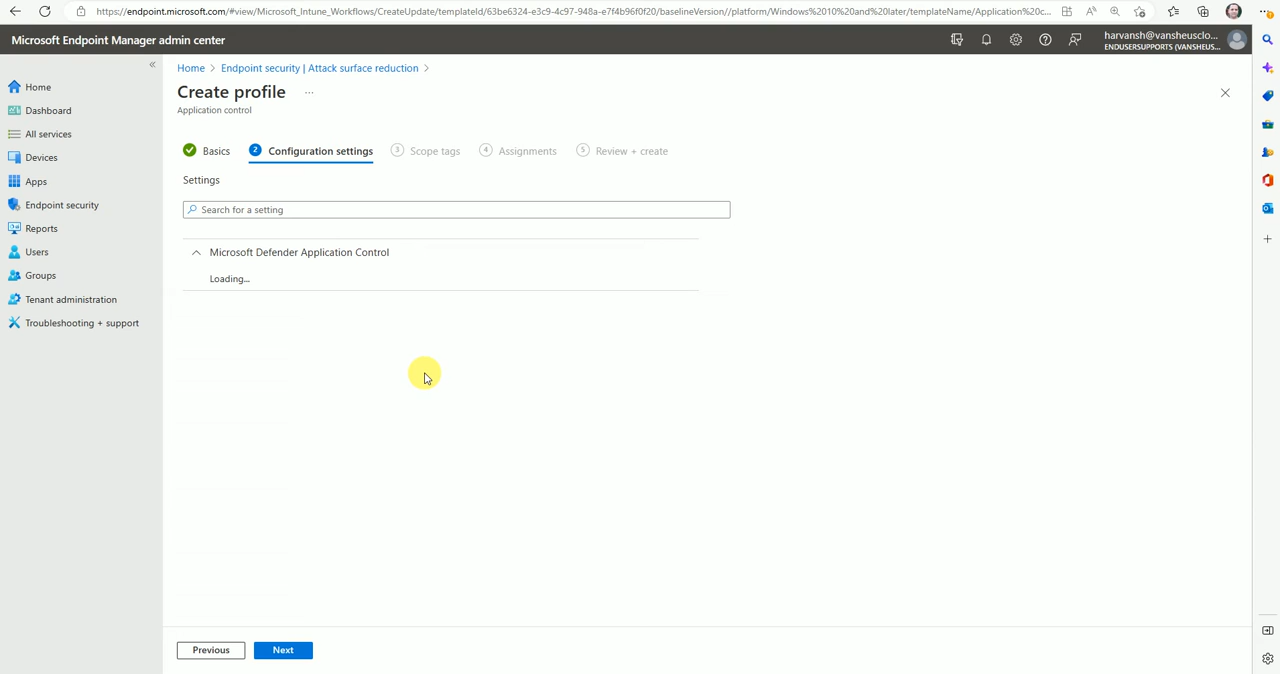 https://endpoint.microsoft.com/#view/Microsoft_Intune_Workflows/CreateUpdate/templateId/63be6324-e3c9-4c97-948a-e7f4b96f0f20/baselineVersion//platform/Windows%2010%20and%20later/templateName/Application%20c...
Microsoft Endpoint Manager admin center
harvansh@vansheusclo...
ENDUSERSUPPORTS (VANSHEUS...
Home > Endpoint security | Attack surface reduction >
Create profile ...
Application control
Home
Dashboard
All services
Devices
Apps
Endpoint security
Reports
Users
Groups
Tenant administration
Troubleshooting + support
Basics 2 Configuration settings 3 Scope tags 4 Assignments 5 Review + create
Settings
Search for a setting
Microsoft Defender Application Control
Loading...
Previous Next